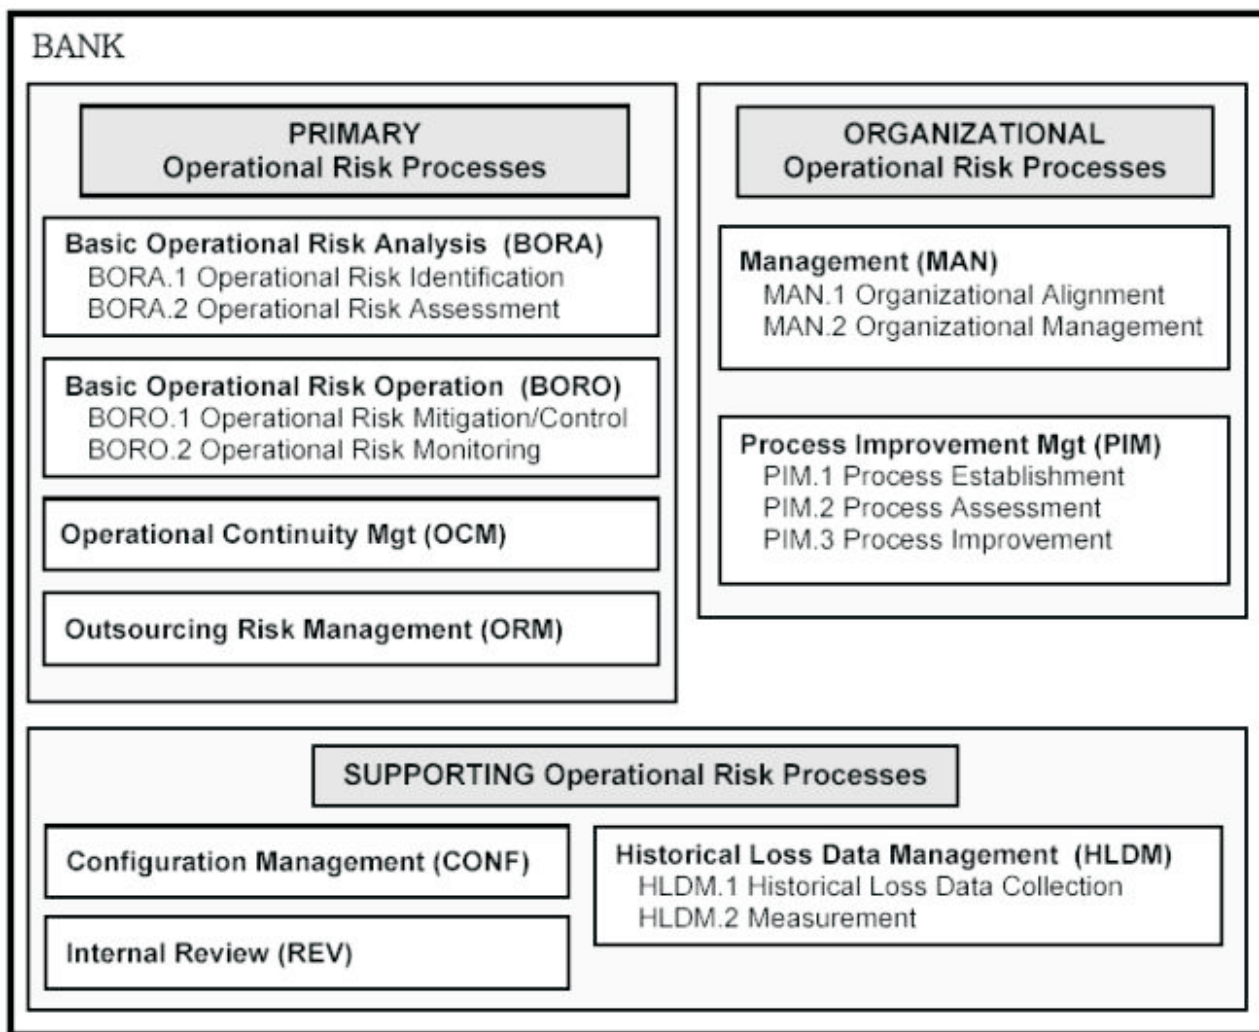 BANK
PRIMARY
Operational Risk Processes
Basic Operational Risk Analysis (BORA)
BORA.1 Operational Risk Identification
BORA.2 Operational Risk Assessment
Basic Operational Risk Operation (BORO)
BORO.1 Operational Risk Mitigation/Control
BORO.2 Operational Risk Monitoring
Operational Continuity Mgt (OCM)
Outsourcing Risk Management (ORM)
ORGANIZATIONAL
Operational Risk Processes
Management (MAN)
MAN.1 Organizational Alignment
MAN.2 Organizational Management
Process Improvement Mgt (PIM)
PIM.1 Process Establishment
PIM.2 Process Assessment
PIM.3 Process Improvement
SUPPORTING Operational Risk Processes
Configuration Management (CONF)
Internal Review (REV)
Historical Loss Data Management (HLDM)
HLDM.1 Historical Loss Data Collection
HLDM.2 Measurement